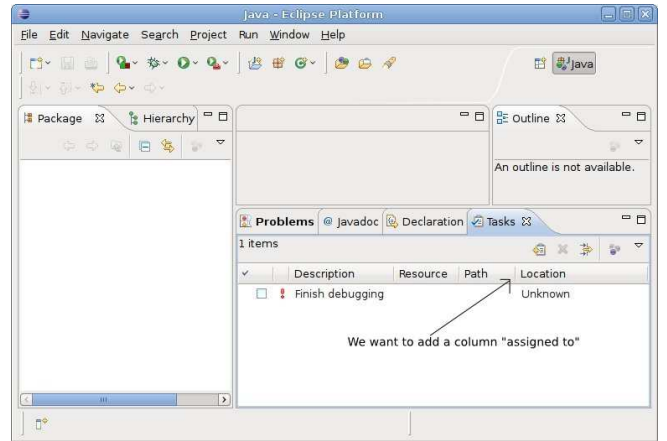 Java - Eclipse Platform
File Edit Navigate Search Project Run Window Help
Java
Package Hierarchy
Outline
An outline is not available.
Problems @ Javadoc Declaration Tasks
1 items
Description Resource Path Location
Finish debugging Unknown
We want to add a column "assigned to"